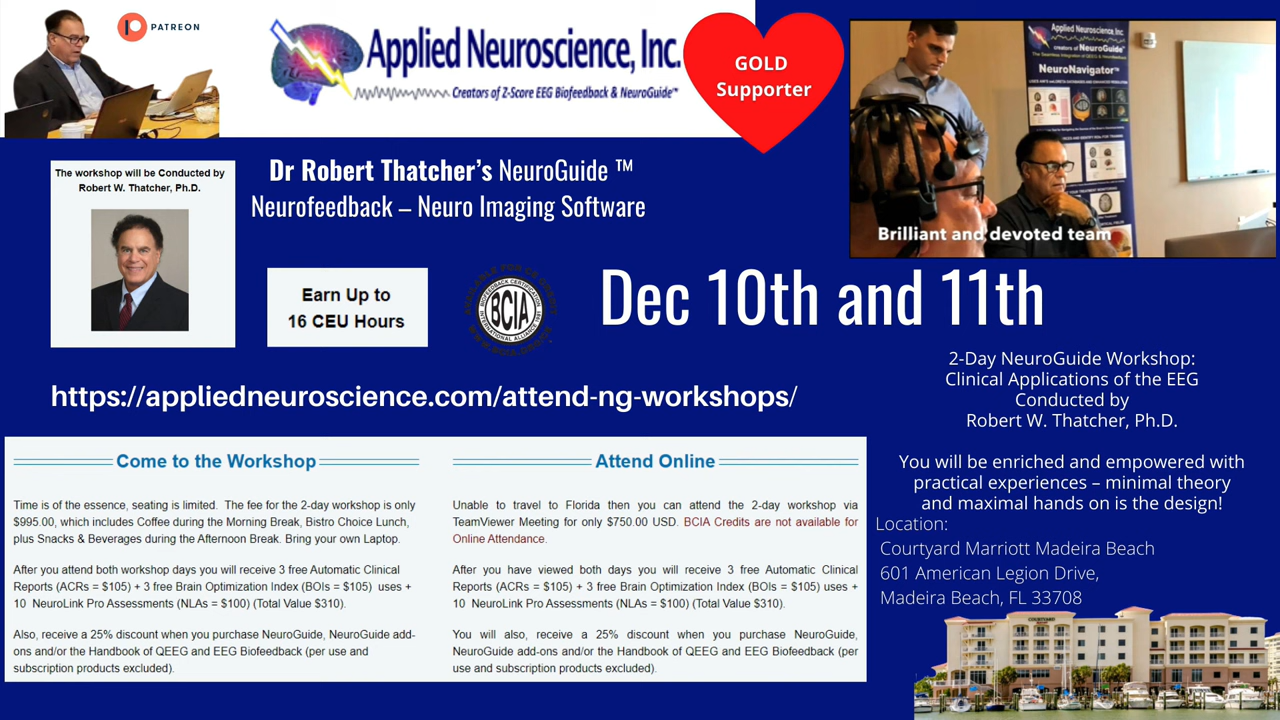 PATREON
Applied Neuroscience, Inc.
Creators of Z-Score EEG Biofeedback & NeuroGuide™
GOLD
Supporter
Applied Neuroscience, Inc.
creators of NeuroGuide™
NeuroNavigator™
Brilliant and devoted team
The workshop will be Conducted by
Robert W. Thatcher, Ph.D.
Dr Robert Thatcher's NeuroGuide ™
Neurofeedback – Neuro Imaging Software
Earn Up to
16 CEU Hours
BCIA
Dec 10th and 11th
https://appliedneuroscience.com/attend-ng-workshops/
2-Day NeuroGuide Workshop:
Clinical Applications of the EEG
Conducted by
Robert W. Thatcher, Ph.D.
You will be enriched and empowered with
practical experiences – minimal theory
and maximal hands on is the design!
Location:
Courtyard Marriott Madeira Beach
601 American Legion Drive,
Madeira Beach, FL 33708
Come to the Workshop
Time is of the essence, seating is limited. The fee for the 2-day workshop is only
$995.00, which includes Coffee during the Morning Break, Bistro Choice Lunch,
plus Snacks & Beverages during the Afternoon Break. Bring your own Laptop.
After you attend both workshop days you will receive 3 free Automatic Clinical
Reports (ACRs = $105) + 3 free Brain Optimization Index (BOIs = $105) uses +
10 NeuroLink Pro Assessments (NLAs = $100) (Total Value $310).
Also, receive a 25% discount when you purchase NeuroGuide, NeuroGuide add-
ons and/or the Handbook of QEEG and EEG Biofeedback (per use and
subscription products excluded).
Attend Online
Unable to travel to Florida then you can attend the 2-day workshop via
TeamViewer Meeting for only $750.00 USD. BCIA Credits are not available for
Online Attendance.
After you have viewed both days you will receive 3 free Automatic Clinical
Reports (ACRs = $105) + 3 free Brain Optimization Index (BOIs = $105) uses +
10 NeuroLink Pro Assessments (NLAs = $100) (Total Value $310).
You will also, receive a 25% discount when you purchase NeuroGuide,
NeuroGuide add-ons and/or the Handbook of QEEG and EEG Biofeedback (per
use and subscription products excluded).
COURTYARD